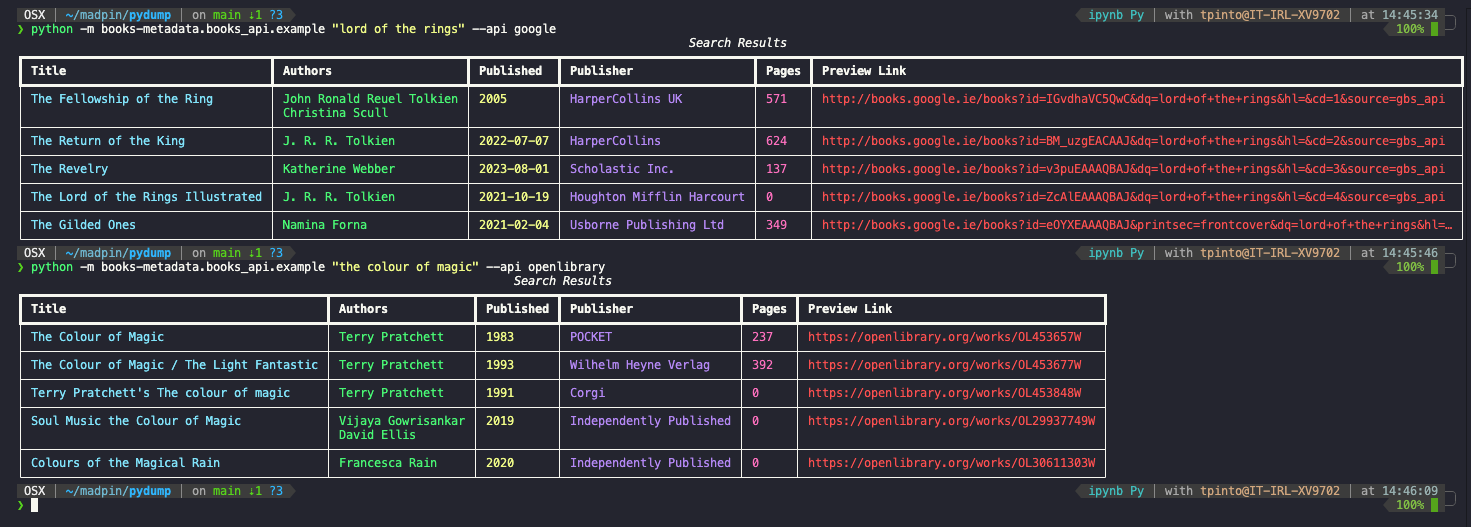 OSX | ~/madpin/pydump | on main ↓1 ?3 ipynb Py | with tpinto@IT-IRL-XV9702 | at 14:45:34
❯ python -m books-metadata.books_api.example "lord of the rings" --api google 100%
Search Results
Title Authors Published Publisher Pages Preview Link
The Fellowship of the Ring John Ronald Reuel Tolkien 2005 HarperCollins UK 571 http://books.google.ie/books?id=IGvdhaVC5QwC&dq=lord+of+the+rings&hl=&cd=1&source=gbs_api
Christina Scull
The Return of the King J. R. R. Tolkien 2022-07-07 HarperCollins 624 http://books.google.ie/books?id=BM_uzgEACAAJ&dq=lord+of+the+rings&hl=&cd=2&source=gbs_api
The Revelry Katherine Webber 2023-08-01 Scholastic Inc. 137 http://books.google.ie/books?id=v3puEAAAQBAJ&dq=lord+of+the+rings&hl=&cd=3&source=gbs_api
The Lord of the Rings Illustrated J. R. R. Tolkien 2021-10-19 Houghton Mifflin Harcourt 0 http://books.google.ie/books?id=ZcAlEAAAQBAJ&dq=lord+of+the+rings&hl=&cd=4&source=gbs_api
The Gilded Ones Namina Forna 2021-02-04 Usborne Publishing Ltd 349 http://books.google.ie/books?id=eOYXEAAAQBAJ&printsec=frontcover&dq=lord+of+the+rings&hl=…
OSX | ~/madpin/pydump | on main ↓1 ?3 ipynb Py | with tpinto@IT-IRL-XV9702 | at 14:45:46
❯ python -m books-metadata.books_api.example "the colour of magic" --api openlibrary 100%
Search Results
Title Authors Published Publisher Pages Preview Link
The Colour of Magic Terry Pratchett 1983 POCKET 237 https://openlibrary.org/works/OL453657W
The Colour of Magic / The Light Fantastic Terry Pratchett 1993 Wilhelm Heyne Verlag 392 https://openlibrary.org/works/OL453677W
Terry Pratchett's The colour of magic Terry Pratchett 1991 Corgi 0 https://openlibrary.org/works/OL453848W
Soul Music the Colour of Magic Vijaya Gowrisankar 2019 Independently Published 0 https://openlibrary.org/works/OL29937749W
David Ellis
Colours of the Magical Rain Francesca Rain 2020 Independently Published 0 https://openlibrary.org/works/OL30611303W
OSX | ~/madpin/pydump | on main ↓1 ?3 ipynb Py | with tpinto@IT-IRL-XV9702 | at 14:46:09
❯ 100%